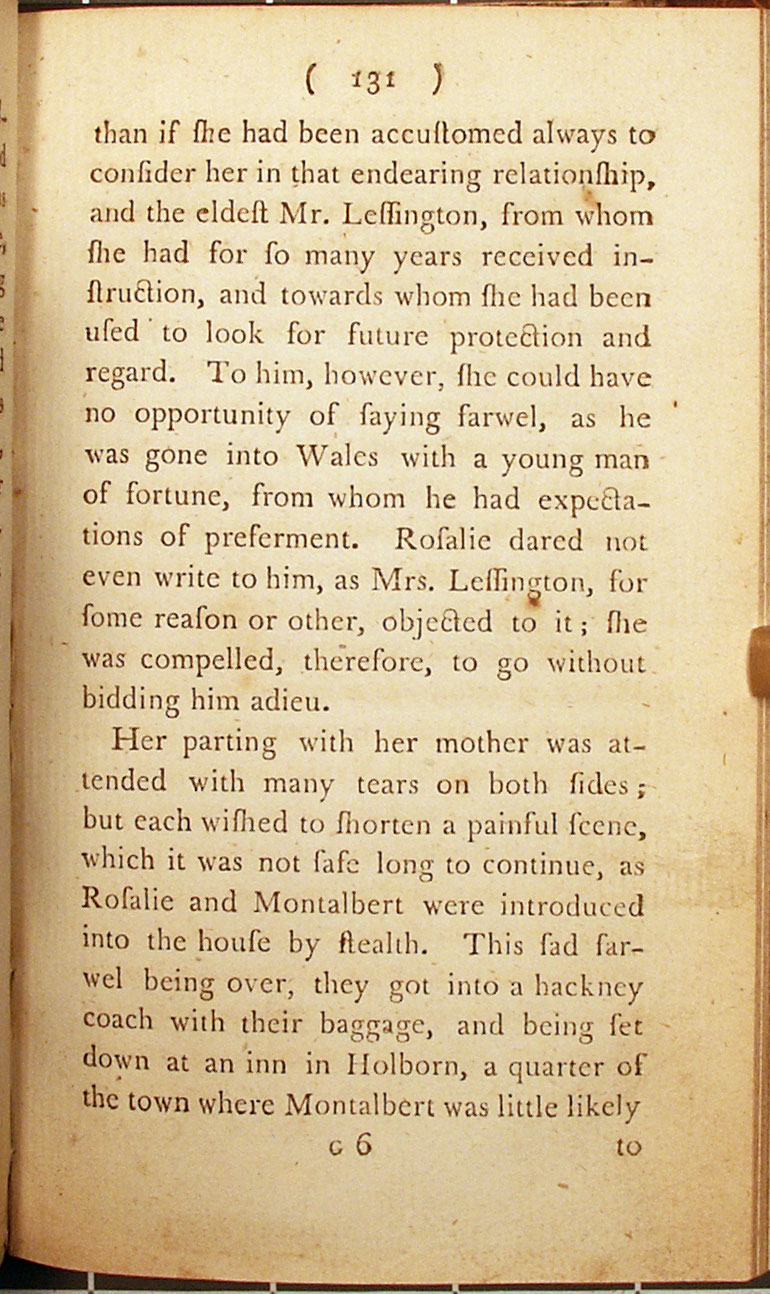 ( 131 )
than if ſhe had been accuſtomed always to
conſider her in that endearing relationſhip,
and the eldeſt Mr. Leſſington, from whom
ſhe had for ſo many years received in-
ſtruction, and towards whom ſhe had been
uſed to look for future protection and
regard. To him, however, ſhe could have
no opportunity of ſaying farwel, as he
was gone into Wales with a young man
of fortune, from whom he had expecta-
tions of preferment. Roſalie dared not
even write to him, as Mrs. Leſſington, for
ſome reaſon or other, objected to it; ſhe
was compelled, therefore, to go without
bidding him adieu.
Her parting with her mother was at-
tended with many tears on both ſides;
but each wiſhed to ſhorten a painful ſcene,
which it was not ſafe long to continue, as
Roſalie and Montalbert were introduced
into the houſe by ſtealth. This ſad far-
wel being over, they got into a hackney
coach with their baggage, and being ſet
down at an inn in Holborn, a quarter of
the town where Montalbert was little likely
G 6 to